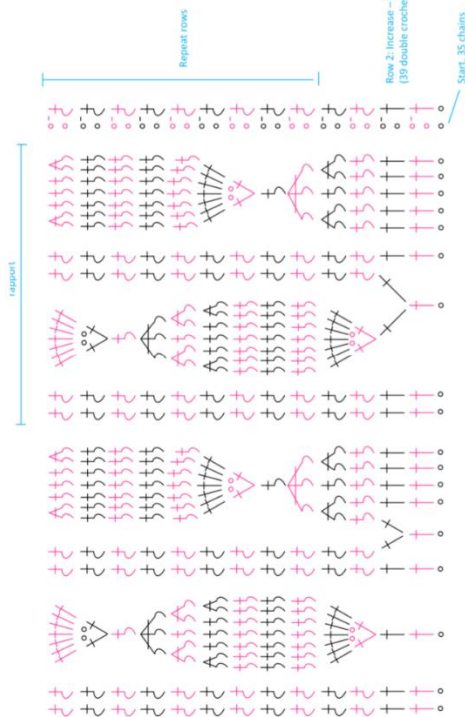 rapport
Repeat rows
Row 2: Increase –
(39 double croche
Start. 35 chains